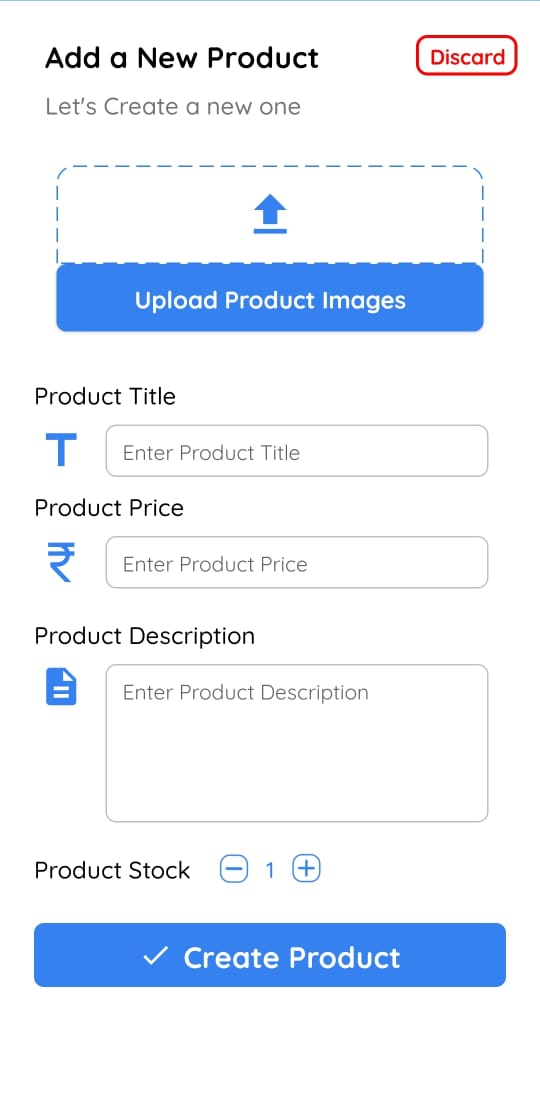 Add a New Product
Discard
Let's Create a new one
Upload Product Images
Product Title
T
Enter Product Title
Product Price
₹
Enter Product Price
Product Description
Enter Product Description
Product Stock 1
Create Product